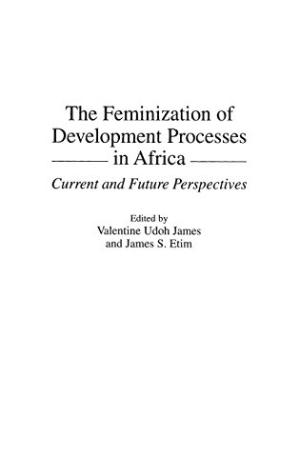 The Feminization of
Development Processes
in Africa
Current and Future Perspectives
Edited by
Valentine Udoh James
and James S. Etim